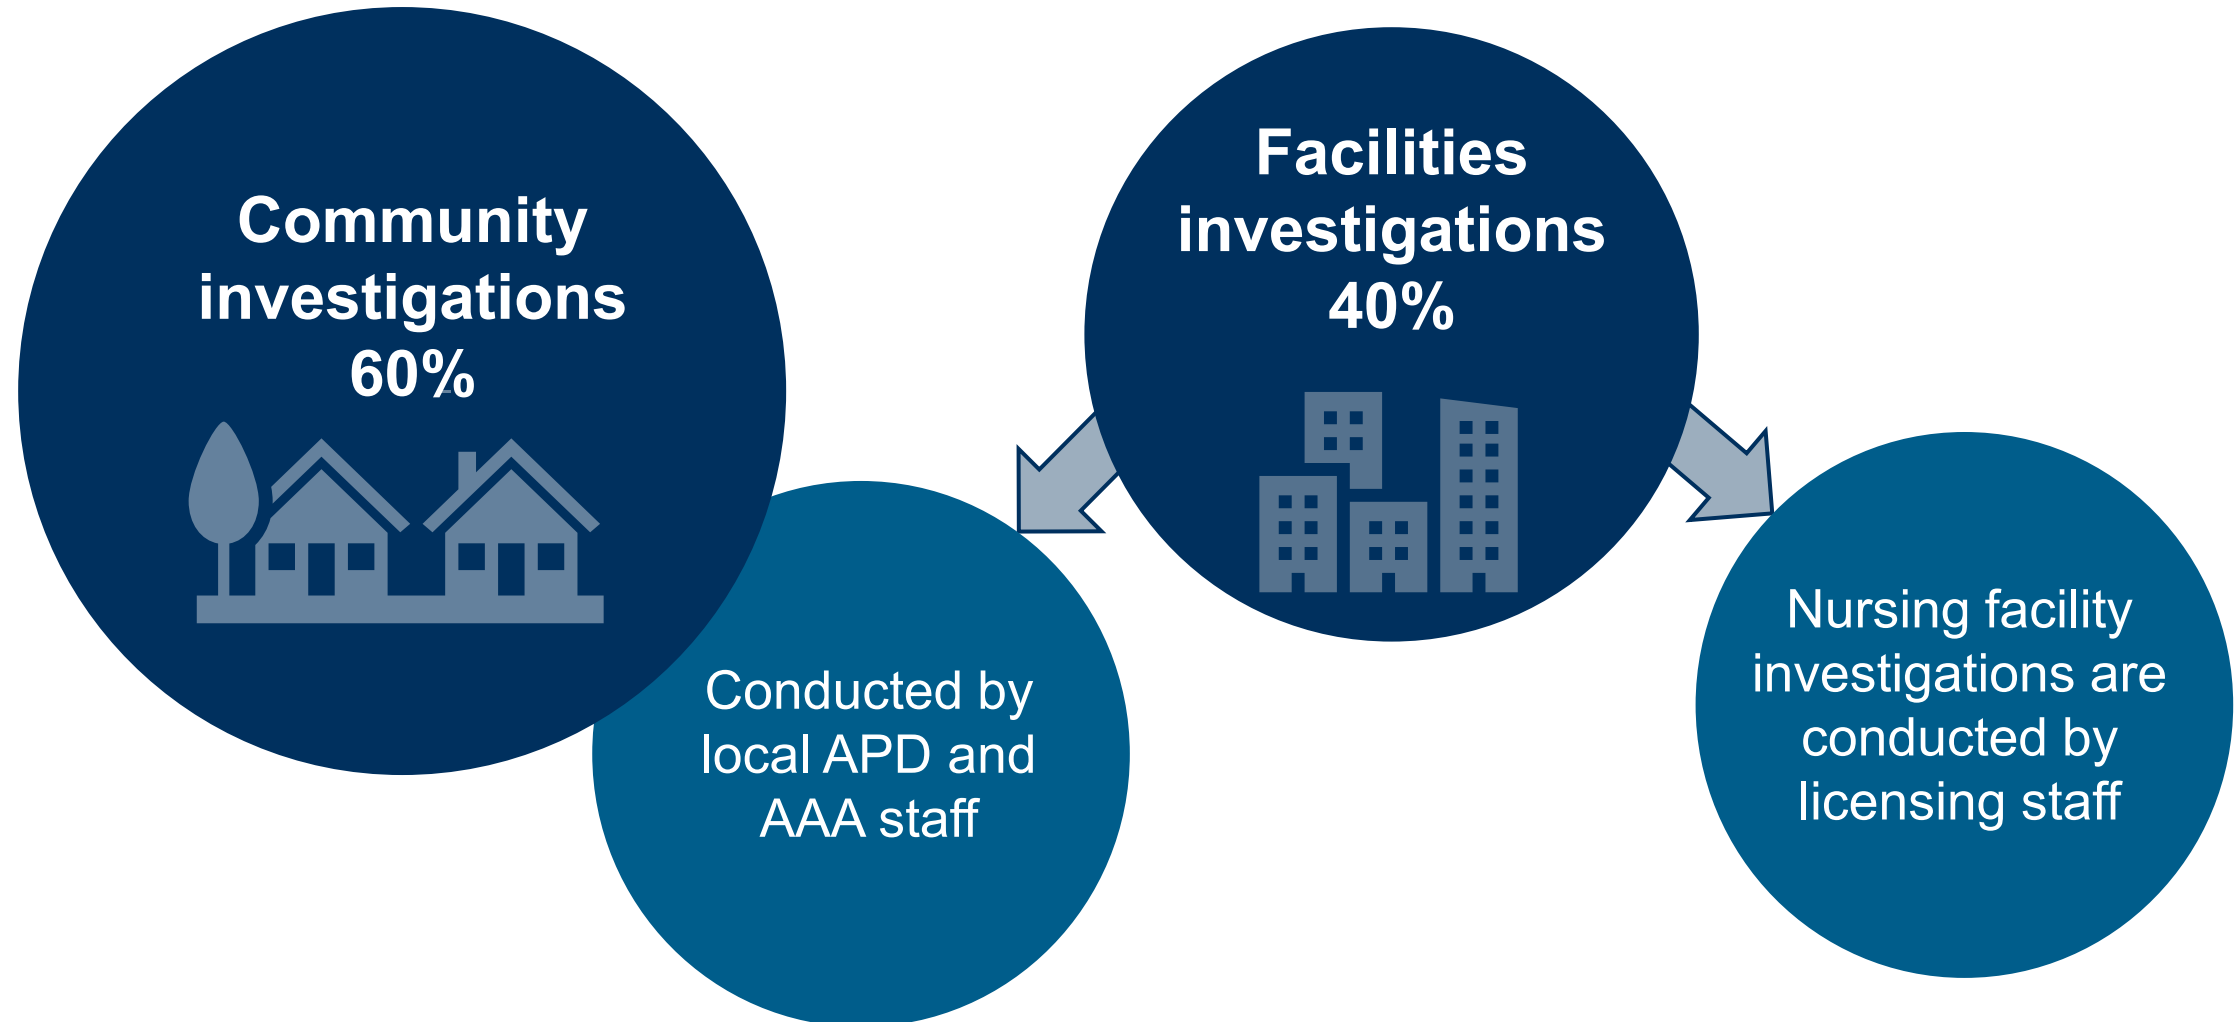 Community
investigations
60%
Facilities
investigations
40%
Conducted by
local APD and
AAA staff
Nursing facility
investigations are
conducted by
licensing staff